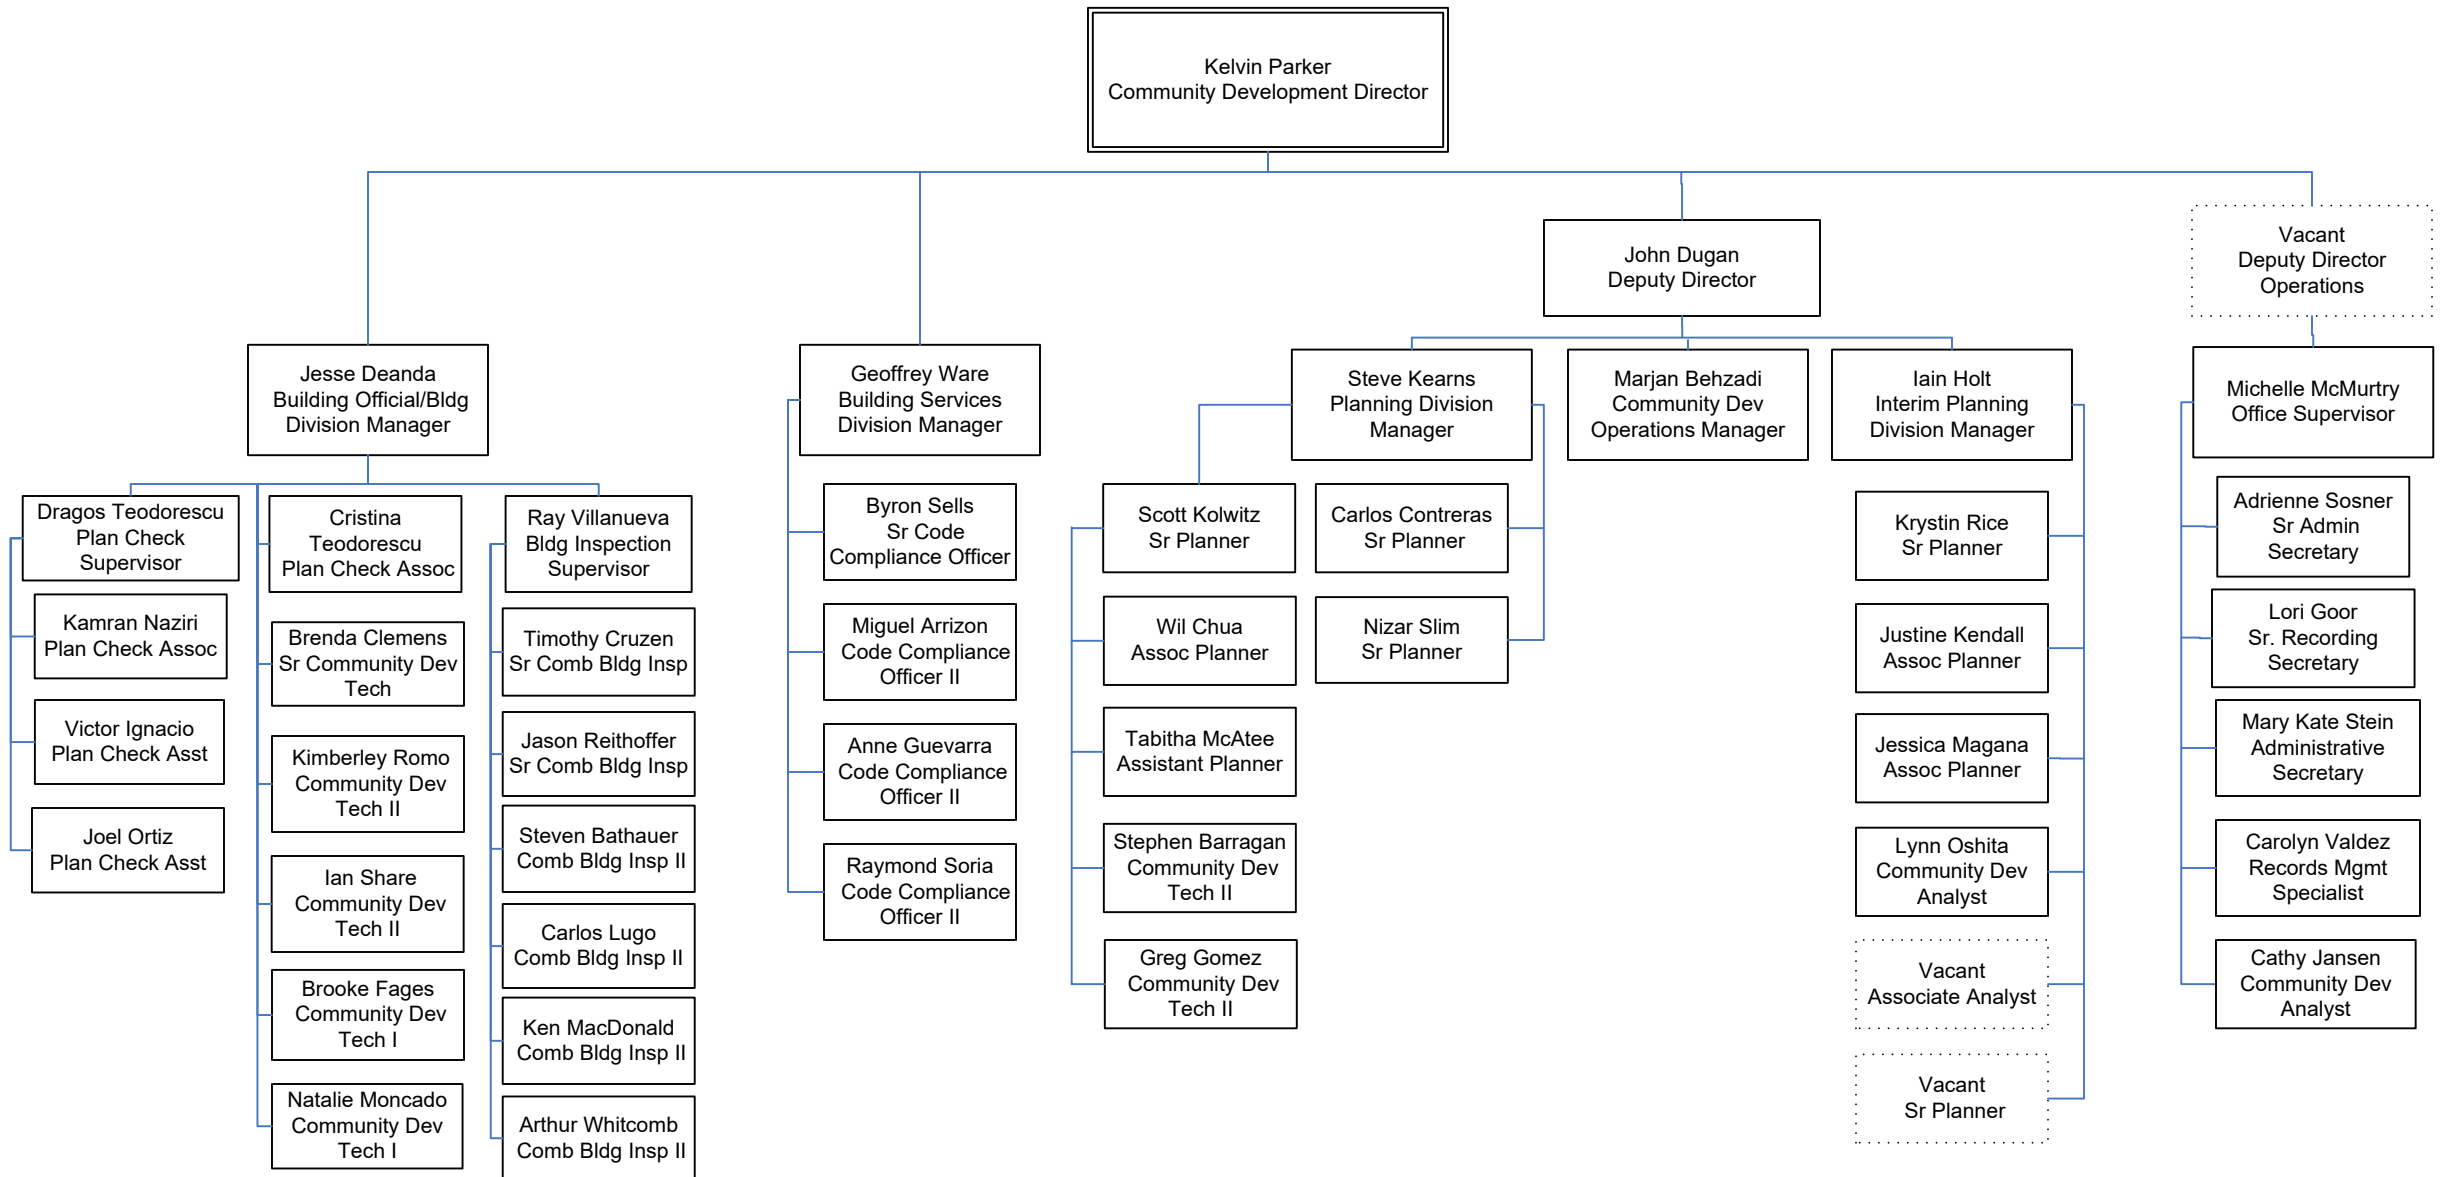 Kelvin Parker
Community Development Director
John Dugan
Deputy Director
Vacant
Deputy Director
Operations
Jesse Deanda
Building Official/Bldg
Division Manager
Geoffrey Ware
Building Services
Division Manager
Steve Kearns
Planning Division
Manager
Marjan Behzadi
Community Dev
Operations Manager
Iain Holt
Interim Planning
Division Manager
Michelle McMurtry
Office Supervisor
Dragos Teodorescu
Plan Check
Supervisor
Kamran Naziri
Plan Check Assoc
Victor Ignacio
Plan Check Asst
Joel Ortiz
Plan Check Asst
Cristina
Teodorescu
Plan Check Assoc
Brenda Clemens
Sr Community Dev
Tech
Kimberley Romo
Community Dev
Tech II
Ian Share
Community Dev
Tech II
Brooke Fages
Community Dev
Tech I
Natalie Moncado
Community Dev
Tech I
Ray Villanueva
Bldg Inspection
Supervisor
Timothy Cruzen
Sr Comb Bldg Insp
Jason Reithoffer
Sr Comb Bldg Insp
Steven Bathauer
Comb Bldg Insp II
Carlos Lugo
Comb Bldg Insp II
Ken MacDonald
Comb Bldg Insp II
Arthur Whitcomb
Comb Bldg Insp II
Byron Sells
Sr Code
Compliance Officer
Miguel Arrizon
Code Compliance
Officer II
Anne Guevarra
Code Compliance
Officer II
Raymond Soria
Code Compliance
Officer II
Scott Kolwitz
Sr Planner
Wil Chua
Assoc Planner
Tabitha McAtee
Assistant Planner
Stephen Barragan
Community Dev
Tech II
Greg Gomez
Community Dev
Tech II
Carlos Contreras
Sr Planner
Nizar Slim
Sr Planner
Krystin Rice
Sr Planner
Justine Kendall
Assoc Planner
Jessica Magana
Assoc Planner
Lynn Oshita
Community Dev
Analyst
Vacant
Associate Analyst
Vacant
Sr Planner
Adrienne Sosner
Sr Admin
Secretary
Lori Goor
Sr. Recording
Secretary
Mary Kate Stein
Administrative
Secretary
Carolyn Valdez
Records Mgmt
Specialist
Cathy Jansen
Community Dev
Analyst